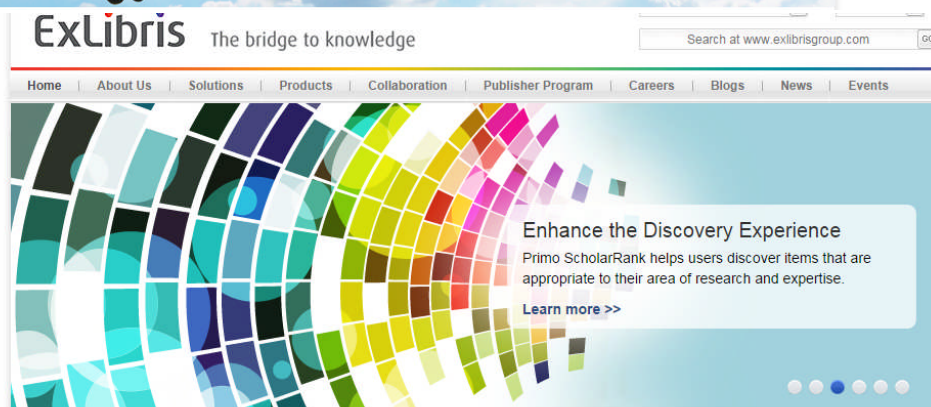 ExLibris The bridge to knowledge
Search at www.exlibrisgroup.com
Home | About Us | Solutions | Products | Collaboration | Publisher Program | Careers | Blogs | News | Events
Enhance the Discovery Experience
Primo ScholarRank helps users discover items that are
appropriate to their area of research and expertise.
Learn more >>